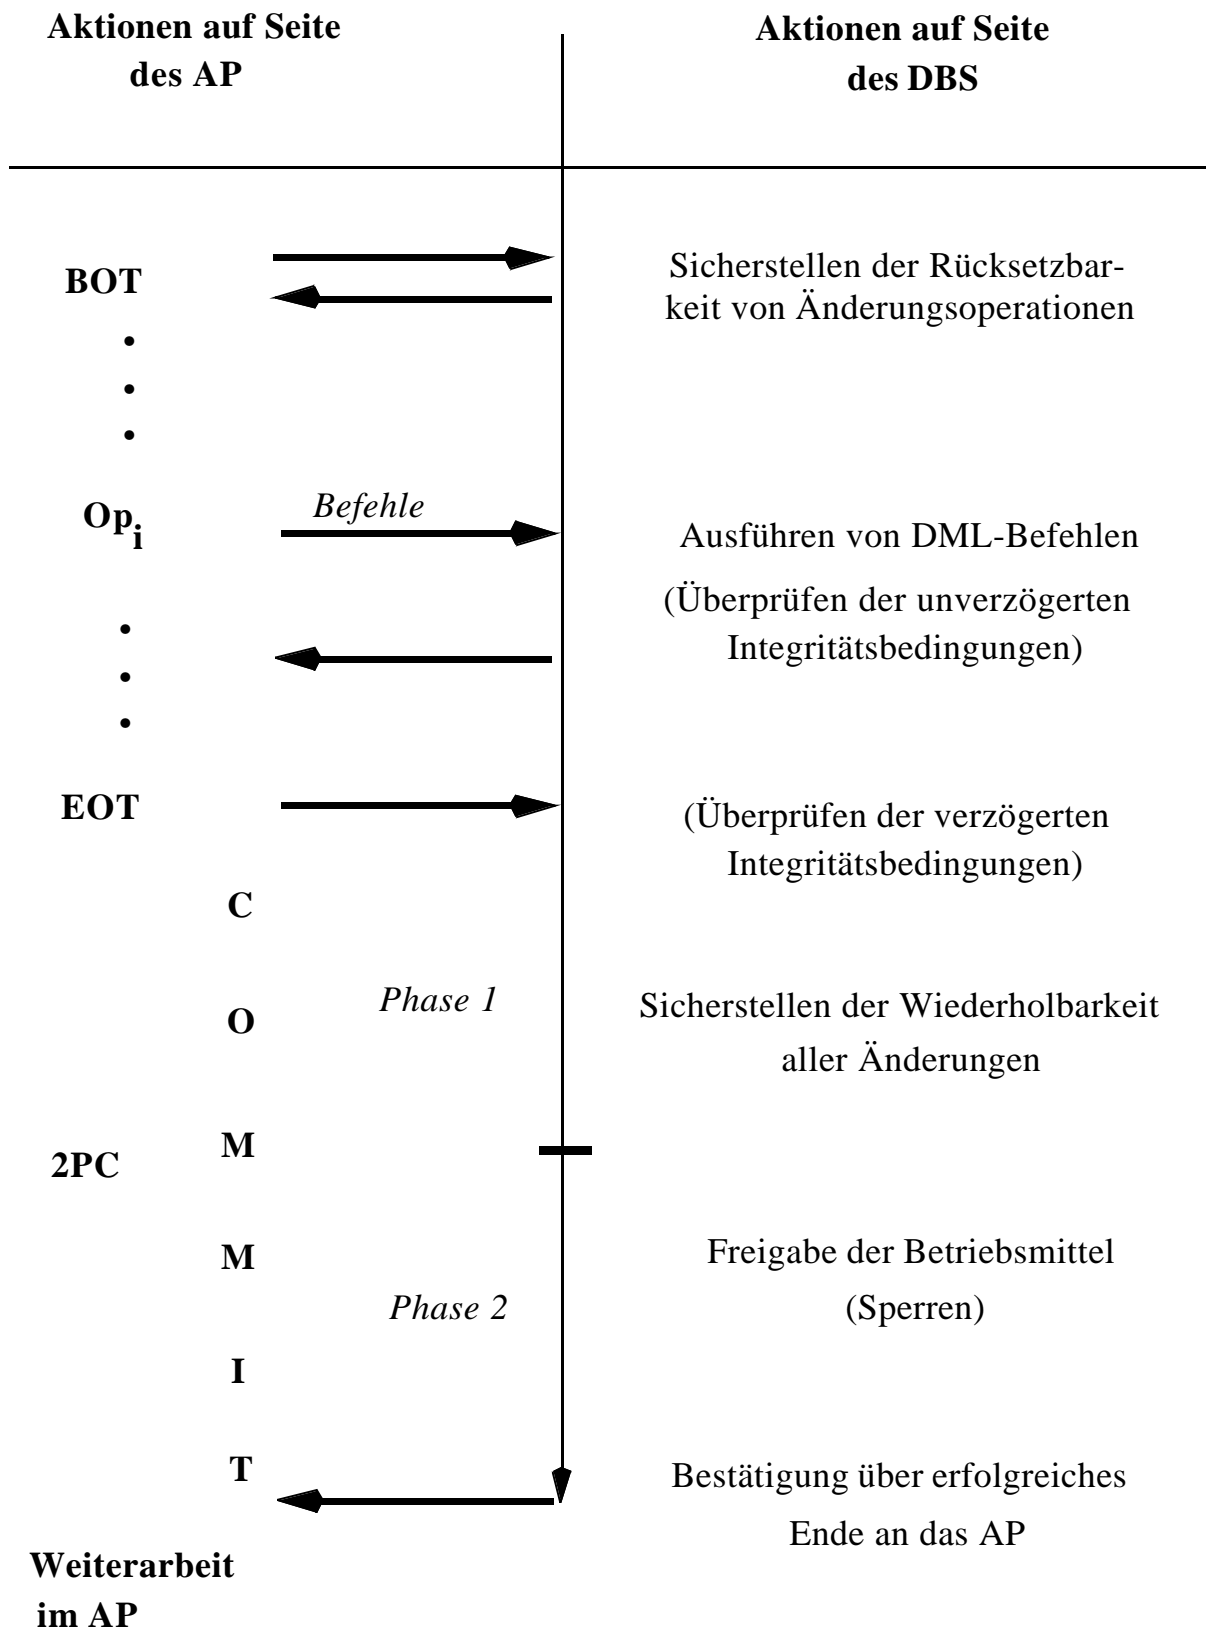 Aktionen auf Seite
des AP
Aktionen auf Seite
des DBS
BOT
Sicherstellen der Rücksetzbar-
keit von Änderungsoperationen
Opi
Befehle
Ausführen von DML-Befehlen
(Überprüfen der unverzögerten
Integritätsbedingungen)
EOT
(Überprüfen der verzögerten
Integritätsbedingungen)
C
O
M
M
I
T
2PC
Phase 1
Sicherstellen der Wiederholbarkeit
aller Änderungen
Phase 2
Freigabe der Betriebsmittel
(Sperren)
Bestätigung über erfolgreiches
Ende an das AP
Weiterarbeit
im AP